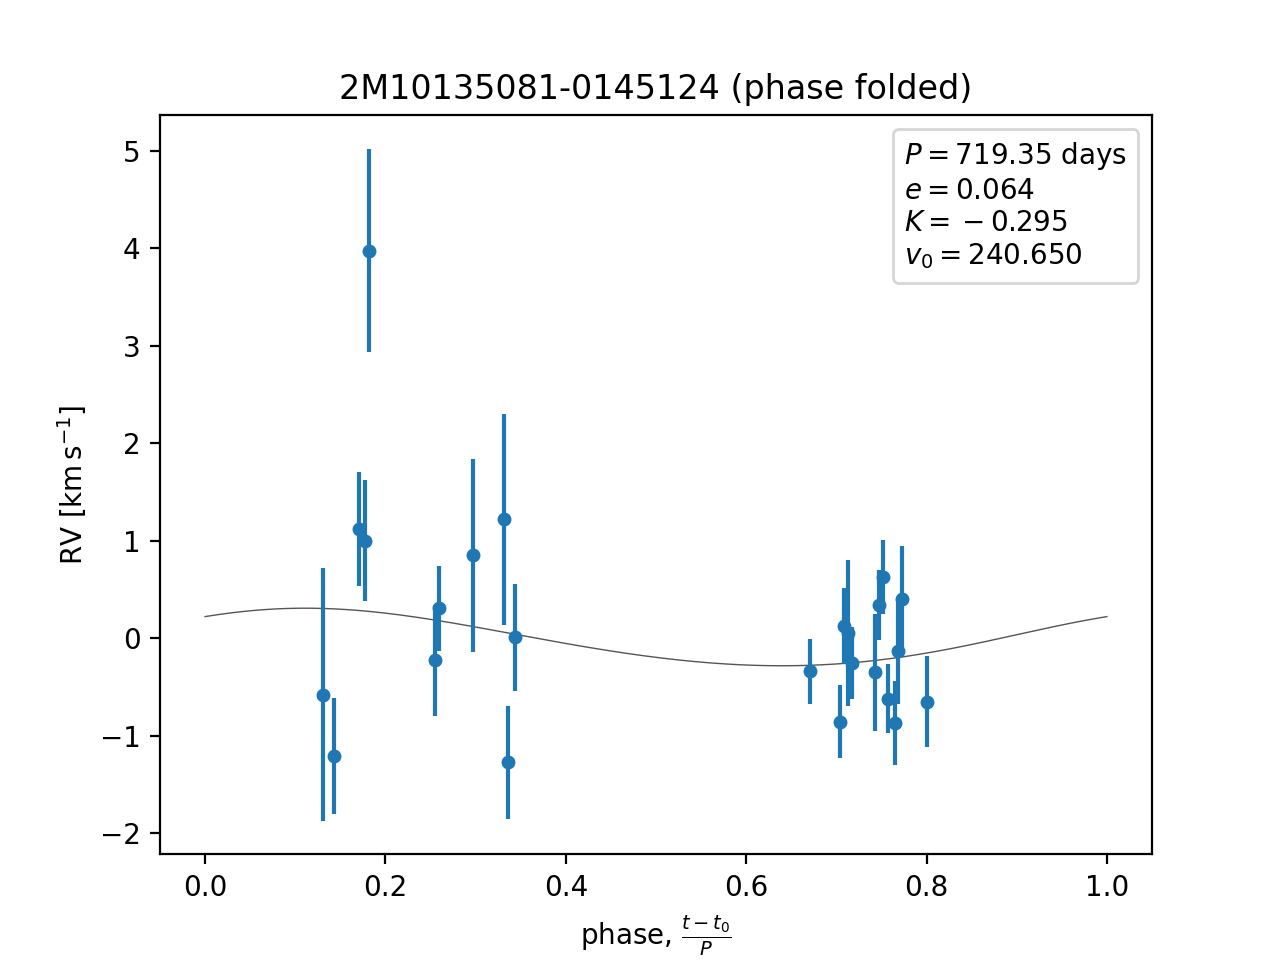 2M10135081-0145124 (phase folded)
P = 719.35 days
e = 0.064
K = −0.295
v₀ = 240.650
5
4
3
2
1
0
−1
−2
RV [km s⁻¹]
0.0 0.2 0.4 0.6 0.8 1.0
phase, (t − t₀)/P